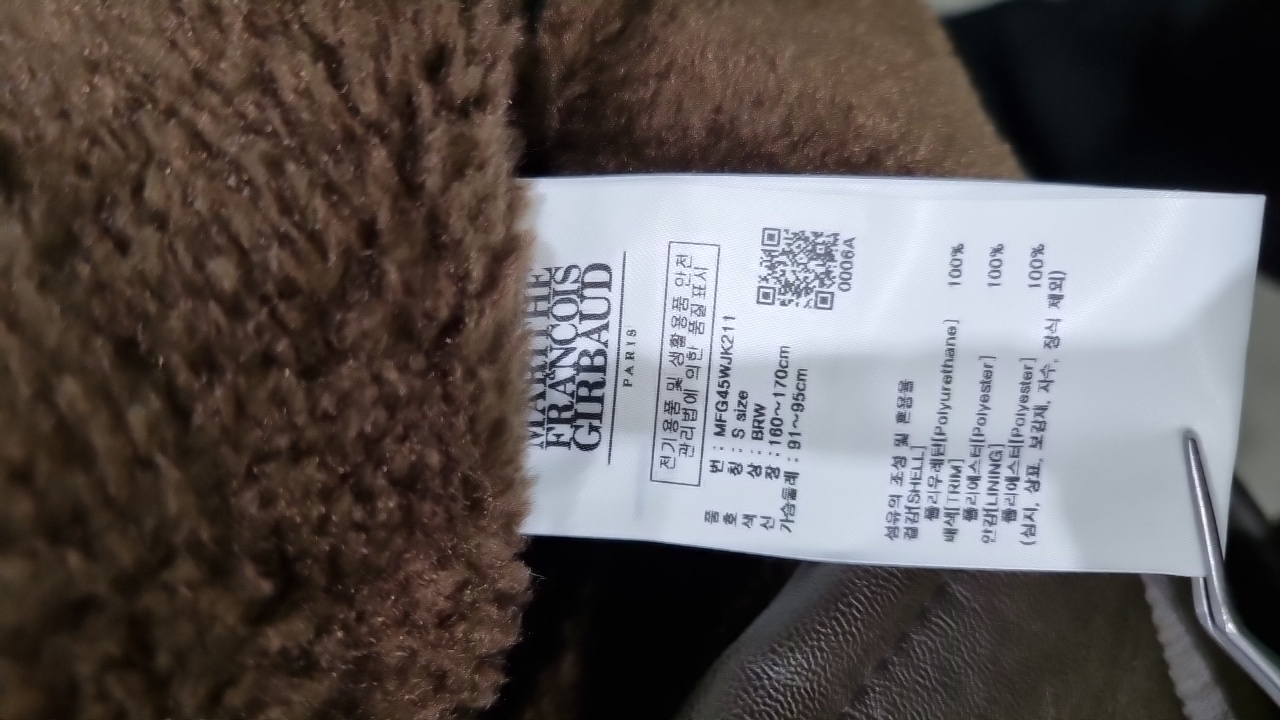 MARITHE
FRANCOIS
GIRBAUD
PARIS
전기용품 및 생활용품 안전
관리법에 의한 품질표시
품 번 : MFG45WJK211
호 칭 : S size
색 상 : BRW
신 장 : 160~170cm
가슴둘레 : 91~95cm
0006A
섬유의 조성 및 혼용율
겉감[SHELL]
폴리우레탄[Polyurethane] 100%
배색[TRIM]
폴리에스터[Polyester] 100%
안감[LINING]
폴리에스터[Polyester] 100%
(심지, 상표, 보강재, 자수, 장식 제외)